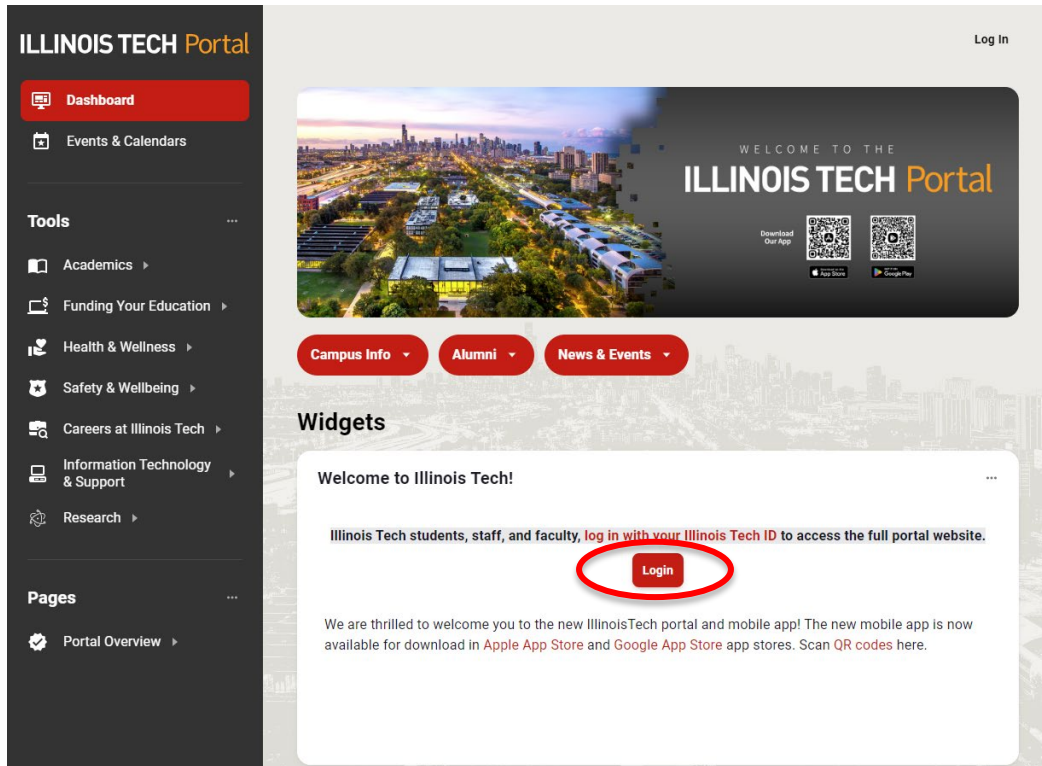 ILLINOIS TECH Portal
Log In
Dashboard
Events & Calendars
Tools
Academics
Funding Your Education
Health & Wellness
Safety & Wellbeing
Careers at Illinois Tech
Information Technology
& Support
Research
Pages
Portal Overview
WELCOME TO THE
ILLINOIS TECH Portal
Download
Our App
App Store
Google Play
Campus Info
Alumni
News & Events
Widgets
Welcome to Illinois Tech!
Illinois Tech students, staff, and faculty, log in with your Illinois Tech ID to access the full portal website.
Login
We are thrilled to welcome you to the new IllinoisTech portal and mobile app! The new mobile app is now
available for download in Apple App Store and Google App Store app stores. Scan QR codes here.